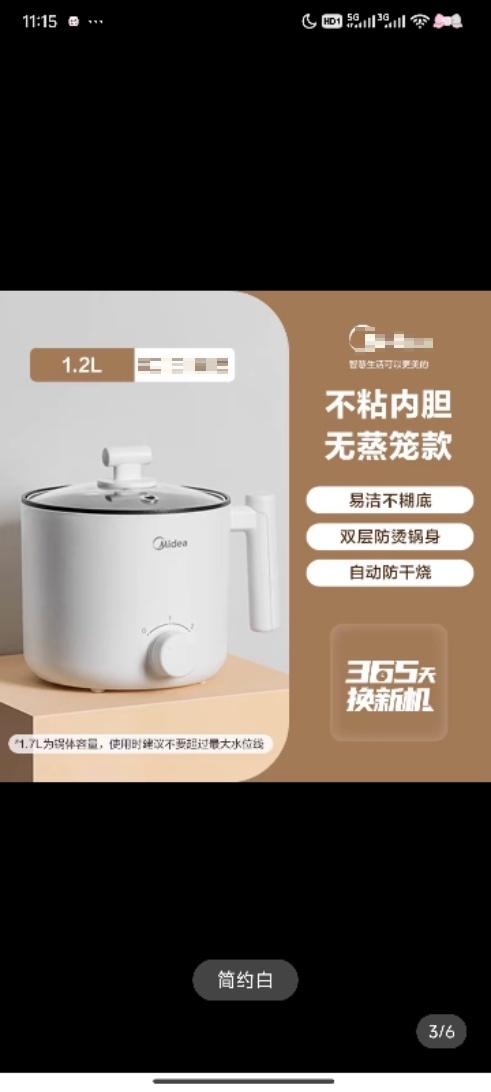 11:15
HD1 5G 3G
1.2L
智慧生活可以更美的
不粘内胆
无蒸笼款
易洁不糊底
双层防烫锅身
自动防干烧
Midea
0 1 2
365天
换新机
*1.7L为锅体容量，使用时建议不要超过最大水位线
简约白
3/6